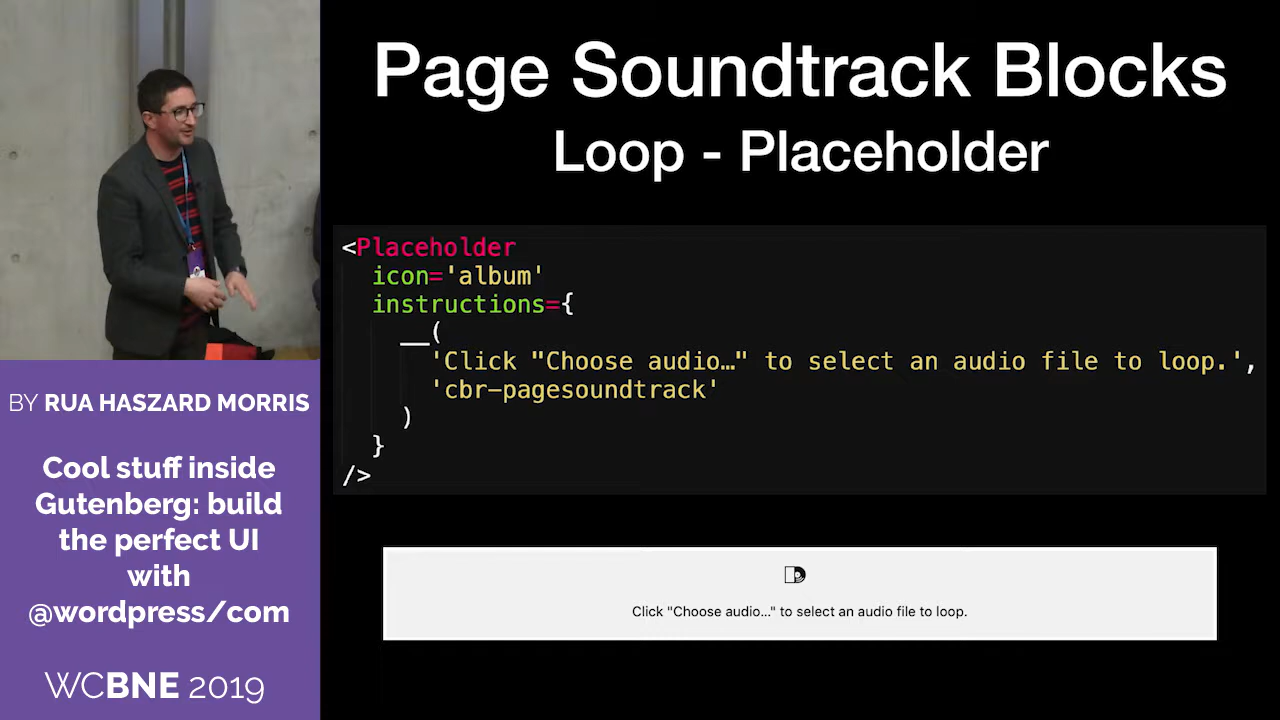 Page Soundtrack Blocks
Loop - Placeholder
<Placeholder
icon='album'
instructions={
__(
'Click "Choose audio…" to select an audio file to loop.',
'cbr-pagesoundtrack'
)
}
/>
Click "Choose audio..." to select an audio file to loop.
BY RUA HASZARD MORRIS
Cool stuff inside
Gutenberg: build
the perfect UI
with
@wordpress/com
WCBNE 2019